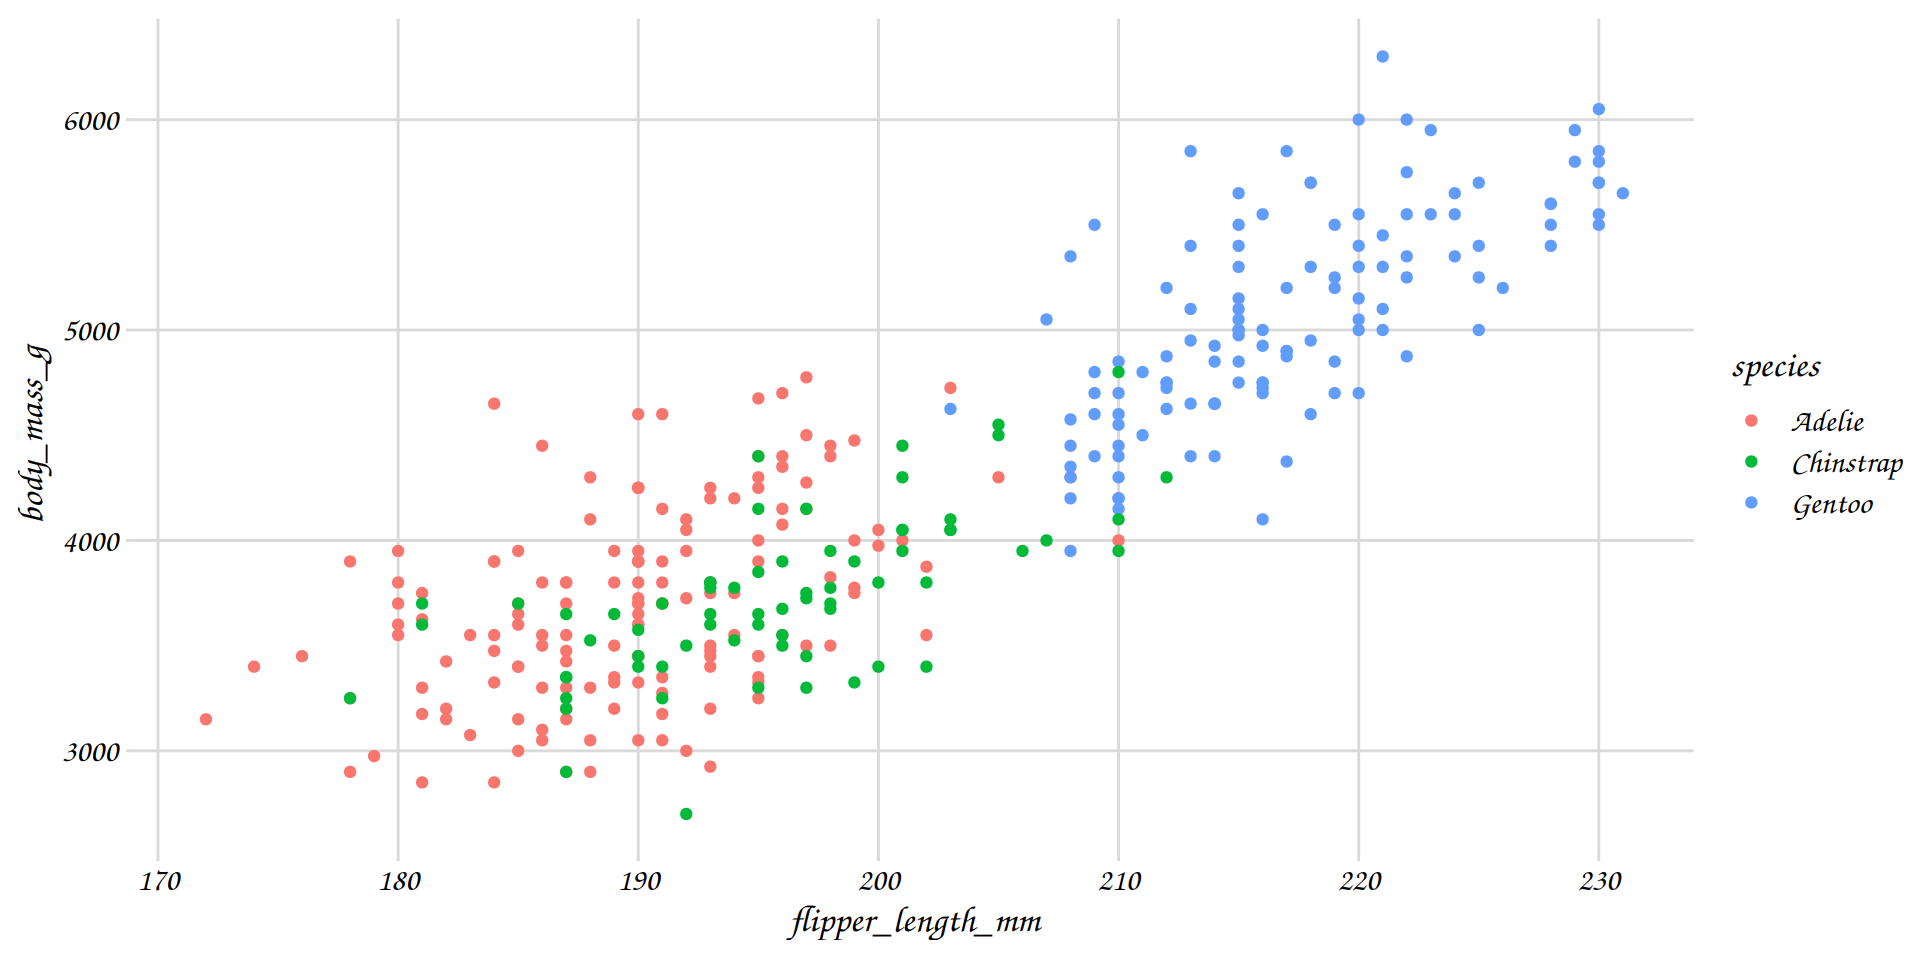 6000
5000
4000
3000
body_mass_g
170 180 190 200 210 220 230
flipper_length_mm
species
Adelie
Chinstrap
Gentoo